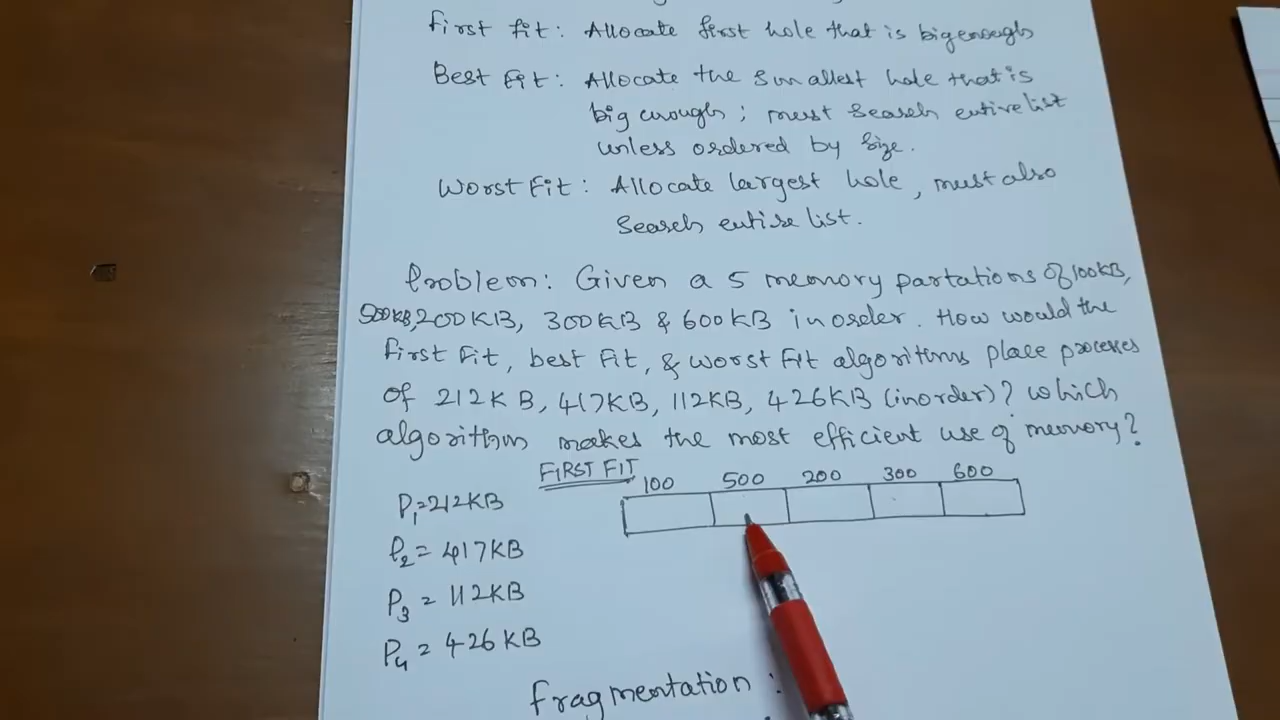 First fit: Allocate first hole that is big enough
Best Fit: Allocate the smallest hole that is
big enough; must search entire list
unless ordered by size.
Worst Fit: Allocate largest hole, must also
Search entire list.
Problem: Given a 5 memory partations of 100KB,
500KB, 200KB, 300KB & 600KB in order. How would the
First Fit, best Fit, & worst Fit algorithms place processes
of 212KB, 417KB, 112KB, 426KB (in order)? which
algorithm makes the most efficient use of memory?
FIRST FIT 100 500 200 300 600
P1=212KB
P2=417KB
P3=112KB
P4=426KB
Fragmentation: